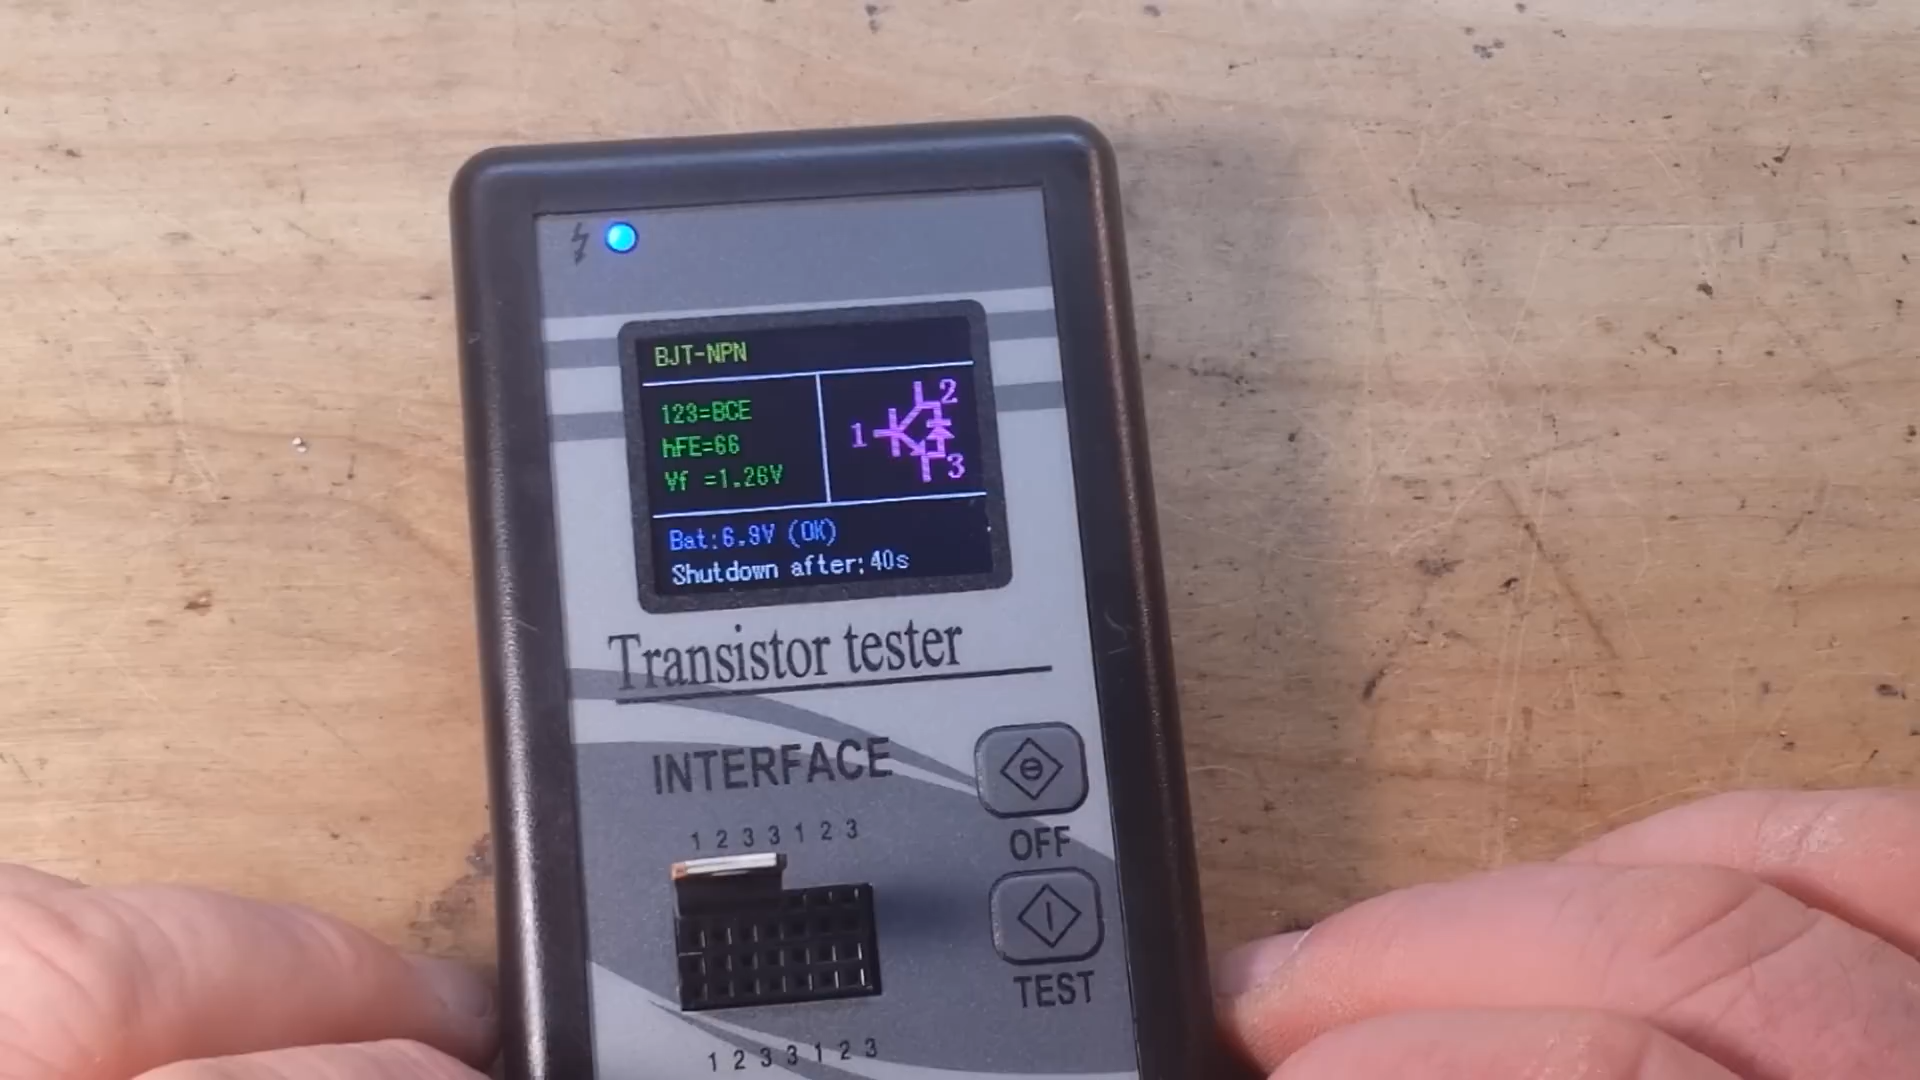 BJT-NPN
123=BCE
hFE=66
Vf =1.26V
1
2
3
Bat:6.9V (OK)
Shutdown after:40s
Transistor tester
INTERFACE
1 2 3 3 1 2 3
OFF
TEST
1 2 3 3 1 2 3